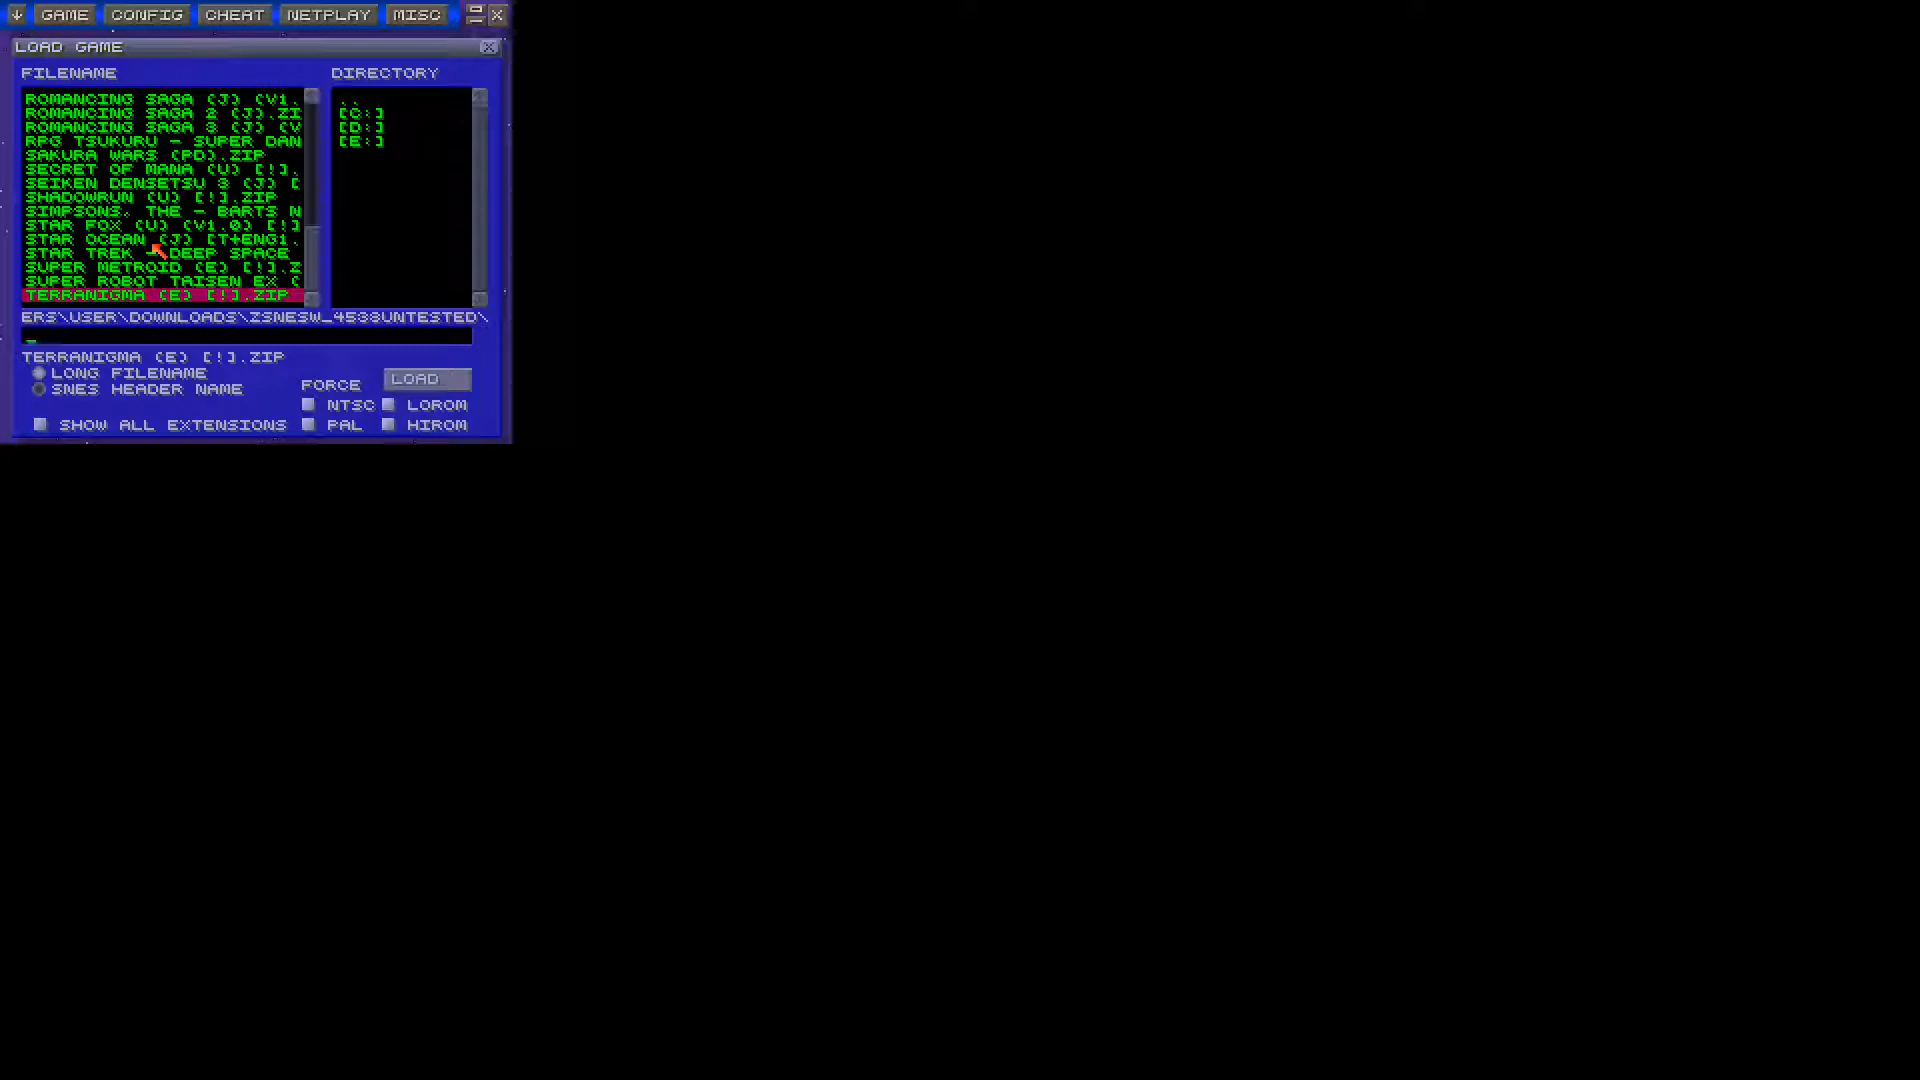 GAME CONFIG CHEAT NETPLAY MISC X
LOAD GAME
FILENAME DIRECTORY
ROMANCING SAGA (J) (V1. ..
ROMANCING SAGA 2 (J).ZI [C:]
ROMANCING SAGA 3 (J) (V [D:]
RPG TSUKURU - SUPER DAN [E:]
SAKURA WARS (PD).ZIP
SECRET OF MANA (U) [!].
SEIKEN DENSETSU 3 (J) [
SHADOWRUN (U) [!].ZIP
SIMPSONS, THE - BARTS N
STAR FOX (U) (V1.0) [!]
STAR OCEAN (J) [T+ENG1.
STAR TREK - DEEP SPACE
SUPER METROID (E) [!].Z
SUPER ROBOT TAISEN EX (
TERRANIGMA (E) [!].ZIP
ERS\USER\DOWNLOADS\ZSNESW_4538UNTESTED\
TERRANIGMA (E) [!].ZIP
LONG FILENAME
SNES HEADER NAME
FORCE LOAD
NTSC LOROM
SHOW ALL EXTENSIONS PAL HIROM